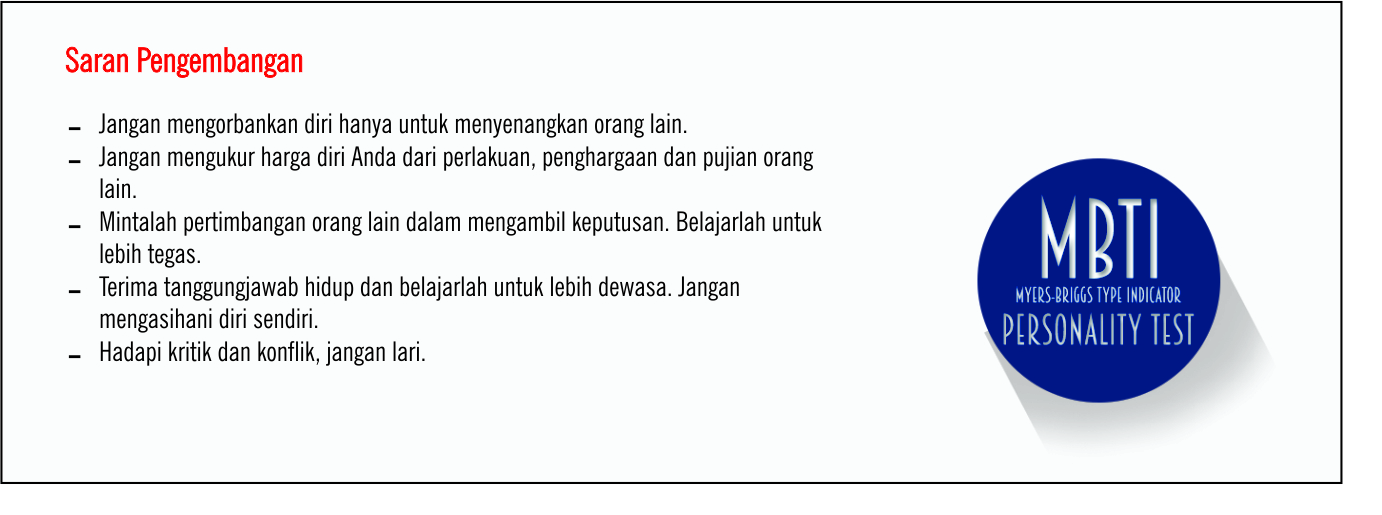 Saran Pengembangan
- Jangan mengorbankan diri hanya untuk menyenangkan orang lain.
- Jangan mengukur harga diri Anda dari perlakuan, penghargaan dan pujian orang
lain.
- Mintalah pertimbangan orang lain dalam mengambil keputusan. Belajarlah untuk
lebih tegas.
- Terima tanggungjawab hidup dan belajarlah untuk lebih dewasa. Jangan
mengasihani diri sendiri.
- Hadapi kritik dan konflik, jangan lari.
MBTI
MYERS-BRIGGS TYPE INDICATOR
PERSONALITY TEST